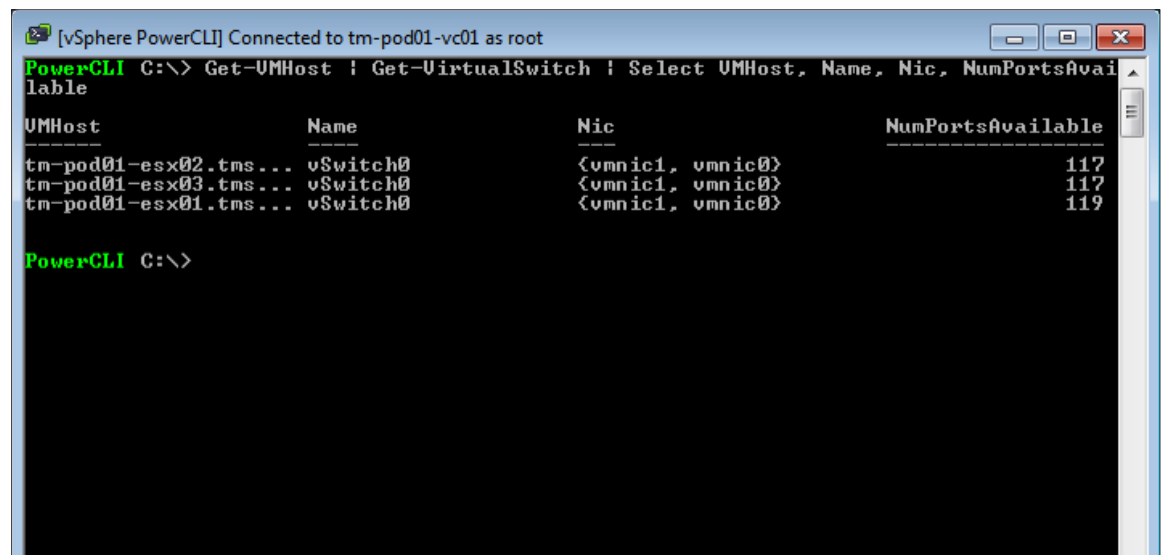 [vSphere PowerCLI] Connected to tm-pod01-vc01 as root
PowerCLI C:\> Get-VMHost | Get-VirtualSwitch | Select VMHost, Name, Nic, NumPortsAvai
lable
VMHost Name Nic NumPortsAvailable
------ ---- --- -----------------
tm-pod01-esx02.tms... vSwitch0 {vmnic1, vmnic0} 117
tm-pod01-esx03.tms... vSwitch0 {vmnic1, vmnic0} 117
tm-pod01-esx01.tms... vSwitch0 {vmnic1, vmnic0} 119
PowerCLI C:\>